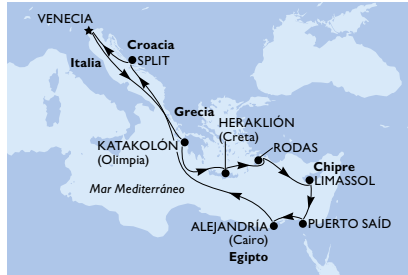 VENECIA
Croacia
SPLIT
Italia
Grecia
HERAKLIÓN
(Creta)
KATAKOLÓN
(Olimpia)
RODAS
Chipre
LIMASSOL
Mar Mediterráneo
ALEJANDRÍA
(Cairo)
PUERTO SAÍD
Egipto